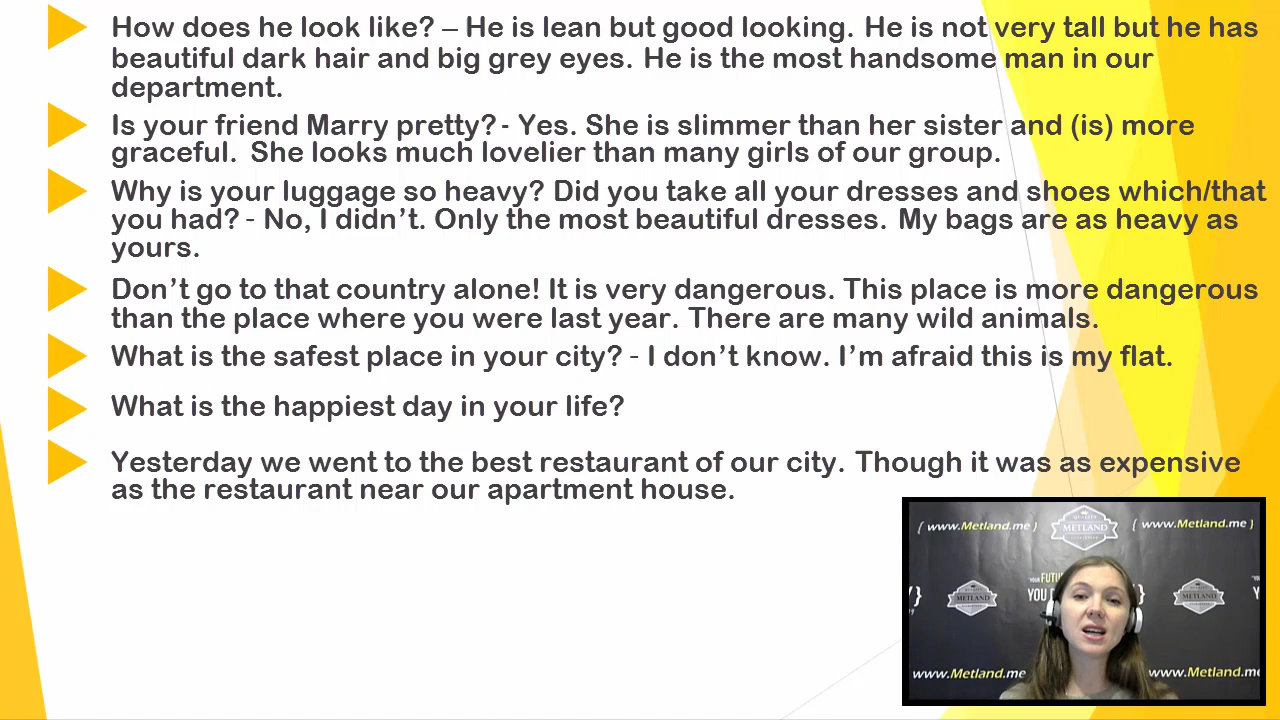 How does he look like? – He is lean but good looking. He is not very tall but he has
beautiful dark hair and big grey eyes. He is the most handsome man in our
department.
Is your friend Marry pretty? - Yes. She is slimmer than her sister and (is) more
graceful. She looks much lovelier than many girls of our group.
Why is your luggage so heavy? Did you take all your dresses and shoes which/that
you had? - No, I didn’t. Only the most beautiful dresses. My bags are as heavy as
yours.
Don’t go to that country alone! It is very dangerous. This place is more dangerous
than the place where you were last year. There are many wild animals.
What is the safest place in your city? - I don’t know. I’m afraid this is my flat.
What is the happiest day in your life?
Yesterday we went to the best restaurant of our city. Though it was as expensive
as the restaurant near our apartment house.
{ www.Metland.me }
METLAND
{ www.Metland.me }
METLAND
METLAND
www.Metland.me
www.Metland.me